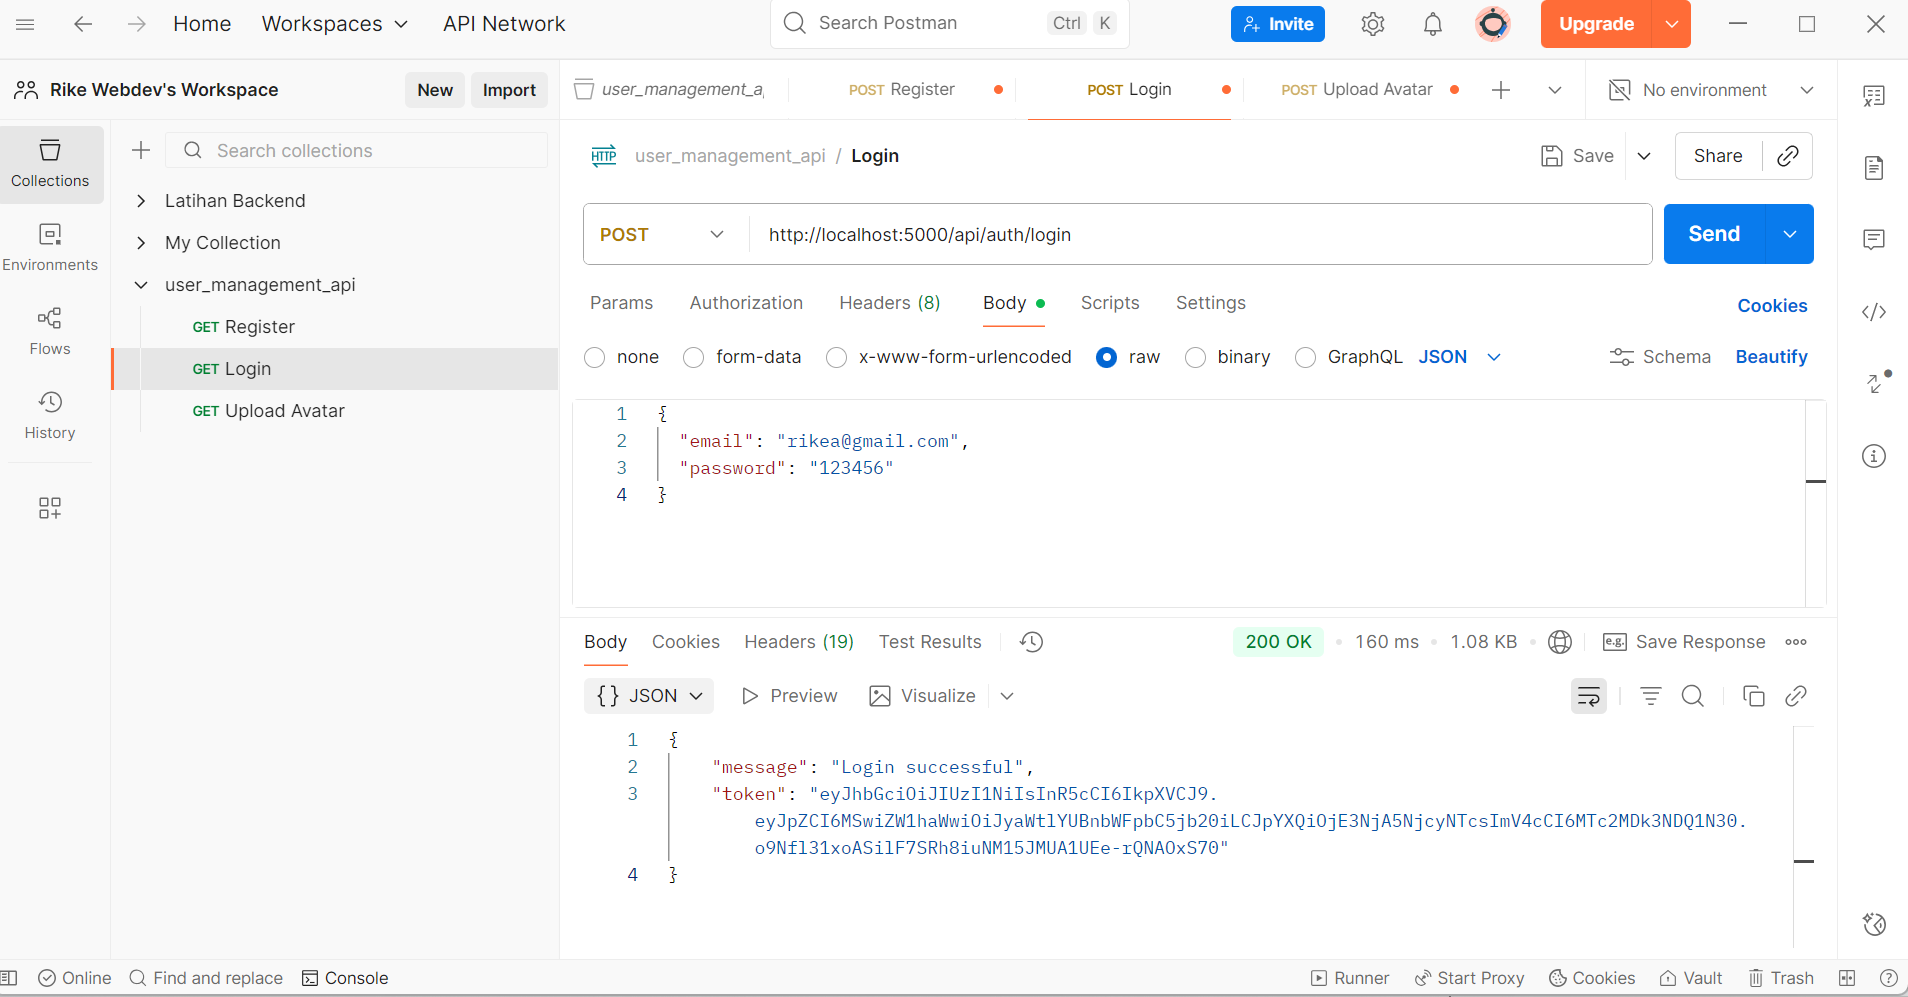 Home
Workspaces
API Network
Search Postman
Ctrl K
Invite
Upgrade
Rike Webdev's Workspace
New
Import
user_management_a
POST Register
POST Login
POST Upload Avatar
No environment
Collections
Environments
Flows
History
Search collections
Latihan Backend
My Collection
user_management_api
GET Register
GET Login
GET Upload Avatar
HTTP
user_management_api / Login
Save
Share
POST
http://localhost:5000/api/auth/login
Send
Params
Authorization
Headers (8)
Body
Scripts
Settings
Cookies
none
form-data
x-www-form-urlencoded
raw
binary
GraphQL
JSON
Schema
Beautify
1 {
2 "email": "rikea@gmail.com",
3 "password": "123456"
4 }
Body
Cookies
Headers (19)
Test Results
200 OK
160 ms
1.08 KB
e.g. Save Response
{} JSON
Preview
Visualize
1 {
2 "message": "Login successful",
3 "token": "eyJhbGciOiJIUzI1NiIsInR5cCI6IkpXVCJ9.
eyJpZCI6MSwiZW1haWwiOiJyaWtlYUBnbWFpbC5jb20iLCJpYXQiOjE3NjA5NjcyNTcsImV4cCI6MTc2MDk3NDQ1N30.
o9Nfl31xoASilF7SRh8iuNM15JMUA1UEe-rQNAOxS70"
4 }
Online
Find and replace
Console
Runner
Start Proxy
Cookies
Vault
Trash